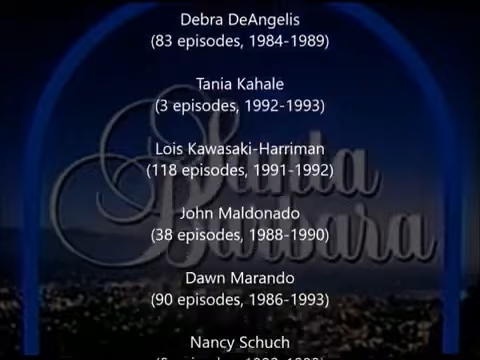 Debra DeAngelis
(83 episodes, 1984-1989)
Tania Kahale
(3 episodes, 1992-1993)
Lois Kawasaki-Harriman
(118 episodes, 1991-1992)
John Maldonado
(38 episodes, 1988-1990)
Dawn Marando
(90 episodes, 1986-1993)
Nancy Schuch
Santa
Barbara